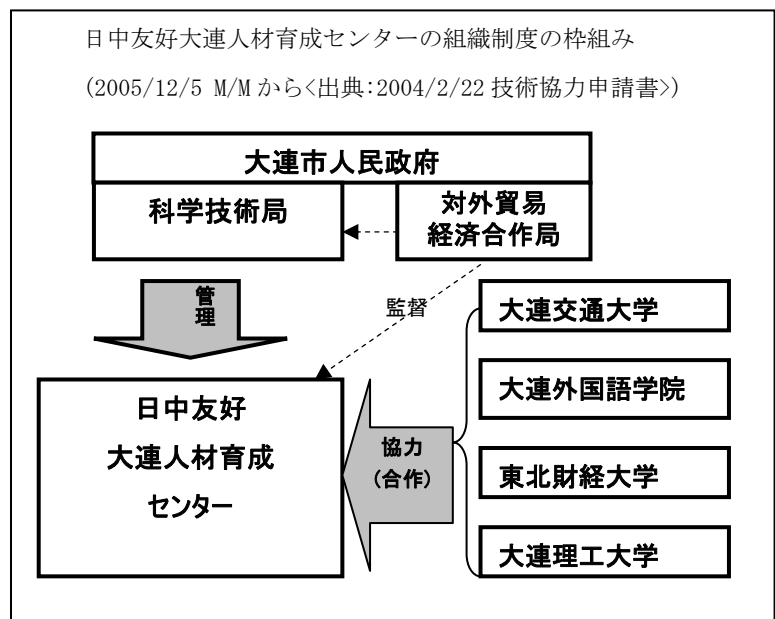 日中友好大連人材育成センターの組織制度の枠組み
(2005/12/5 M/Mから<出典:2004/2/22技術協力申請書>)
大連市人民政府
科学技術局
対外貿易
経済合作局
管
理
監督
大連交通大学
大連外国語学院
東北財経大学
大連理工大学
日中友好
大連人材育成
センター
協力
(合作)